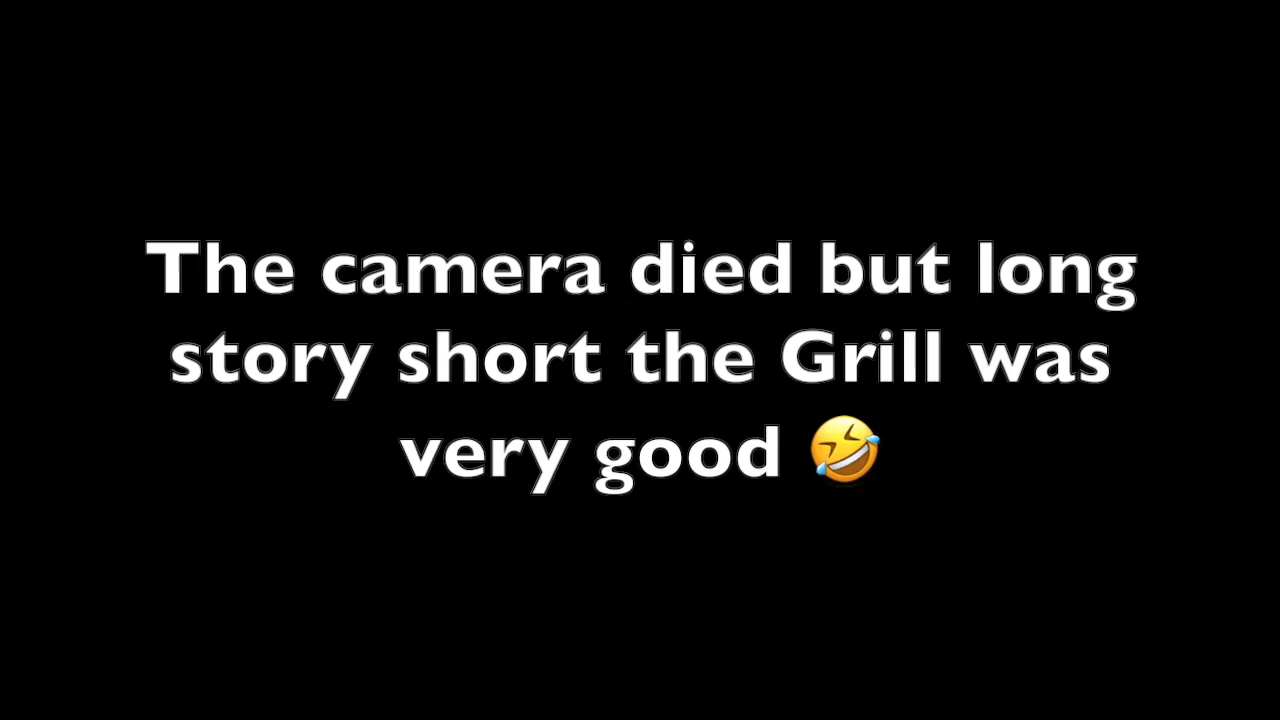 The camera died but long
story short the Grill was
very good 🤣